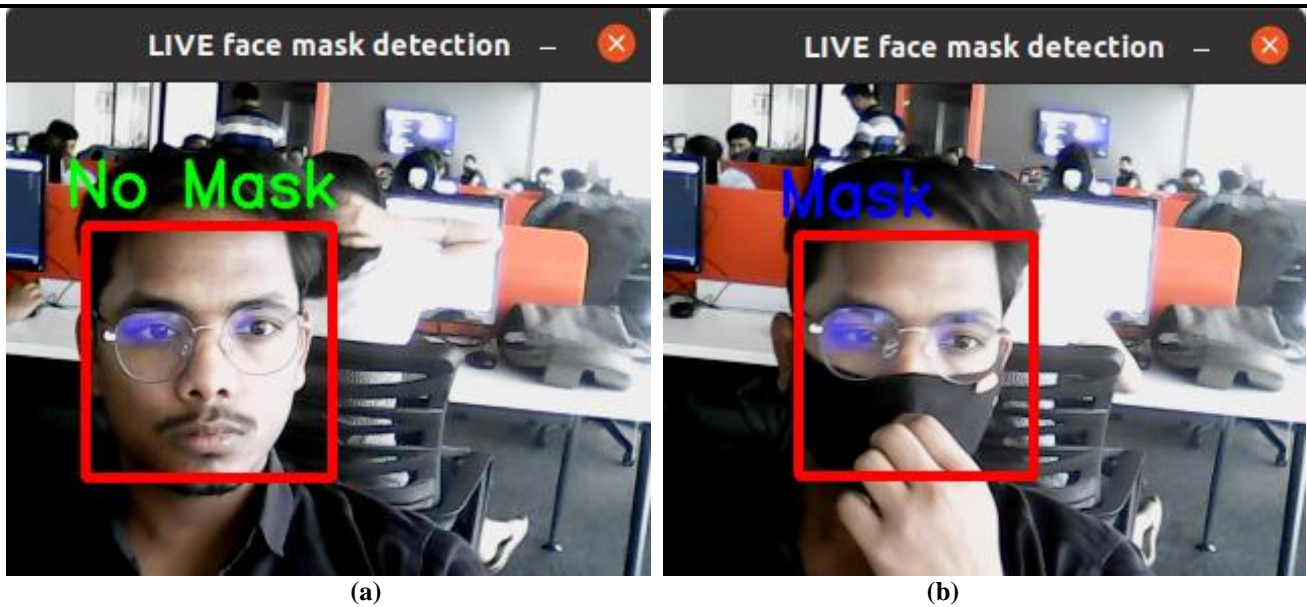 LIVE face mask detection
No Mask
(a)
LIVE face mask detection
Mask
(b)